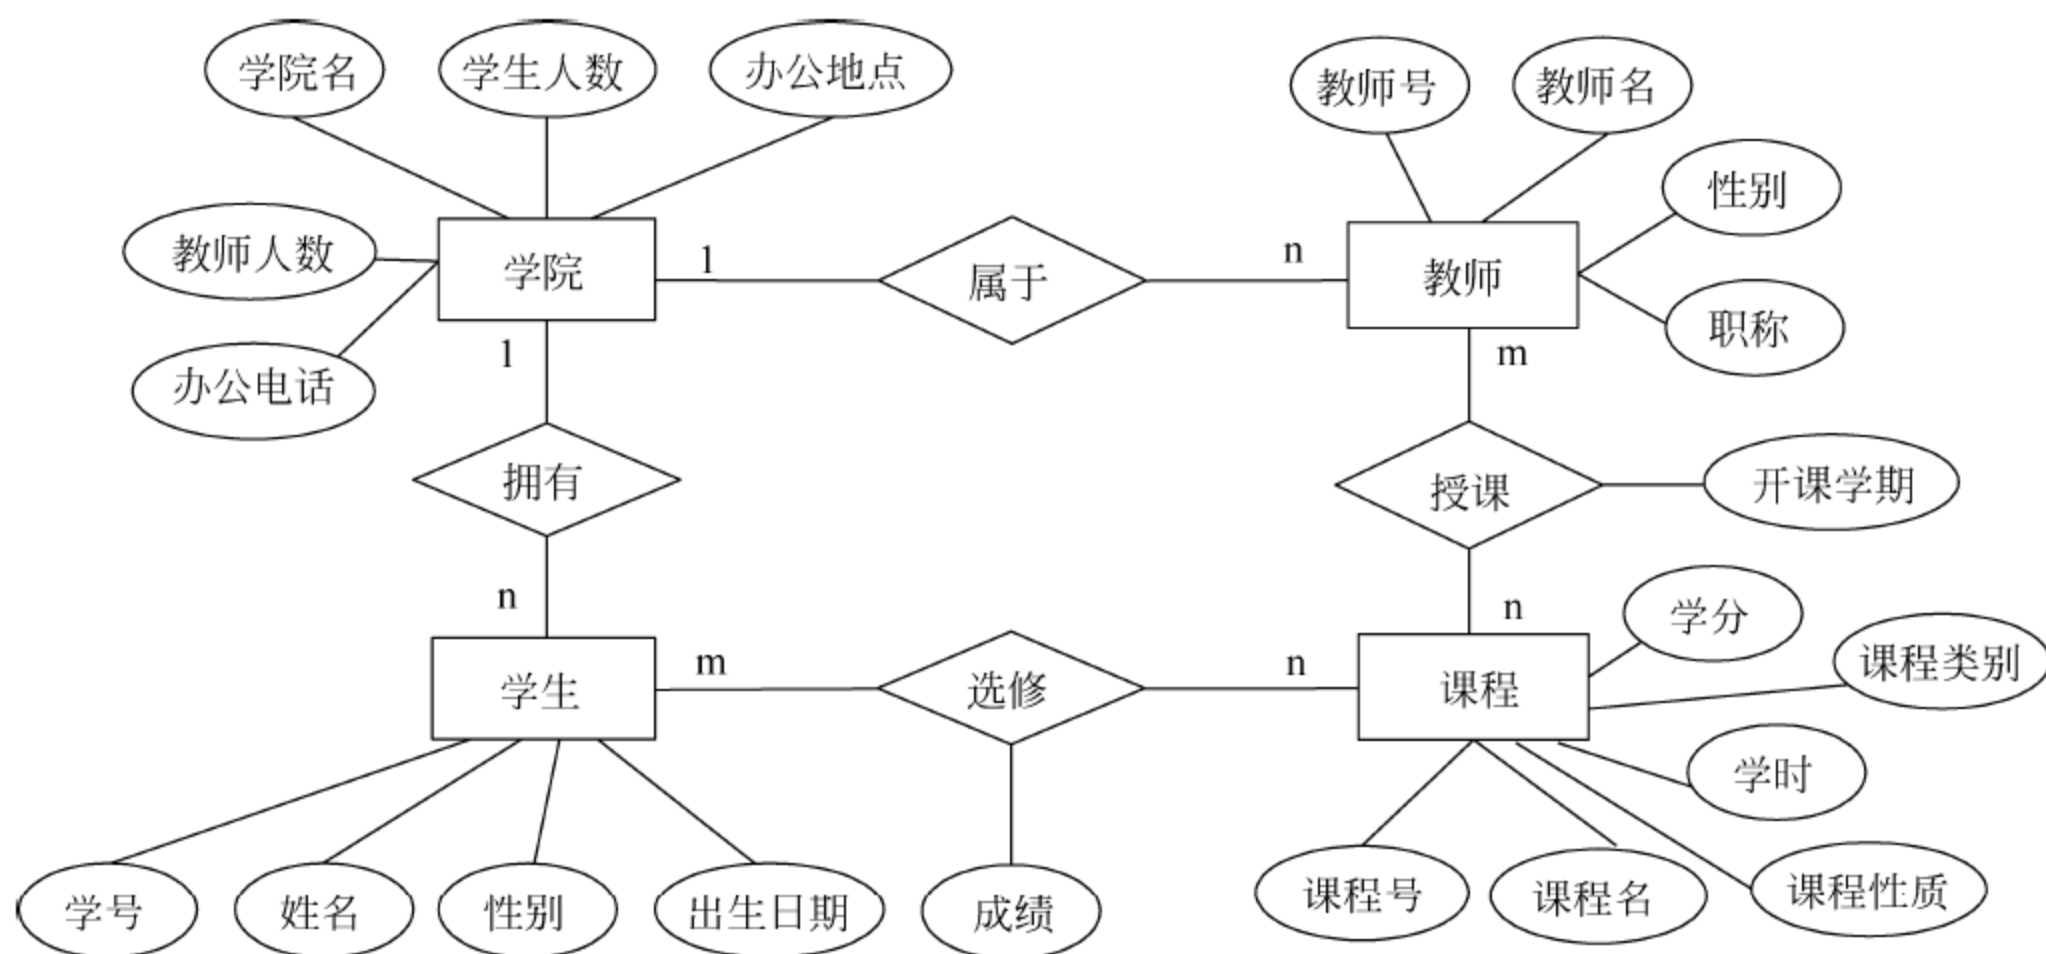 学院名 学生人数 办公地点
教师号 教师名
性别
教师人数 学院 1 属于 n 教师
职称
办公电话 1 m
拥有 授课 开课学期
n n 学分
课程类别
学生 m 选修 n 课程
学时
课程号 课程名 课程性质
学号 姓名 性别 出生日期 成绩